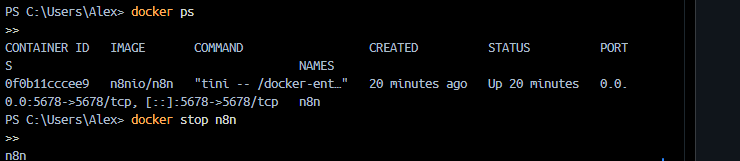 PS C:\Users\Alex> docker ps
>>
CONTAINER ID   IMAGE       COMMAND                  CREATED          STATUS          PORT
S                                         NAMES
0f0b11cccee9   n8nio/n8n   "tini -- /docker-ent…"   20 minutes ago   Up 20 minutes   0.0.
0.0:5678->5678/tcp, [::]:5678->5678/tcp   n8n
PS C:\Users\Alex> docker stop n8n
>>
n8n